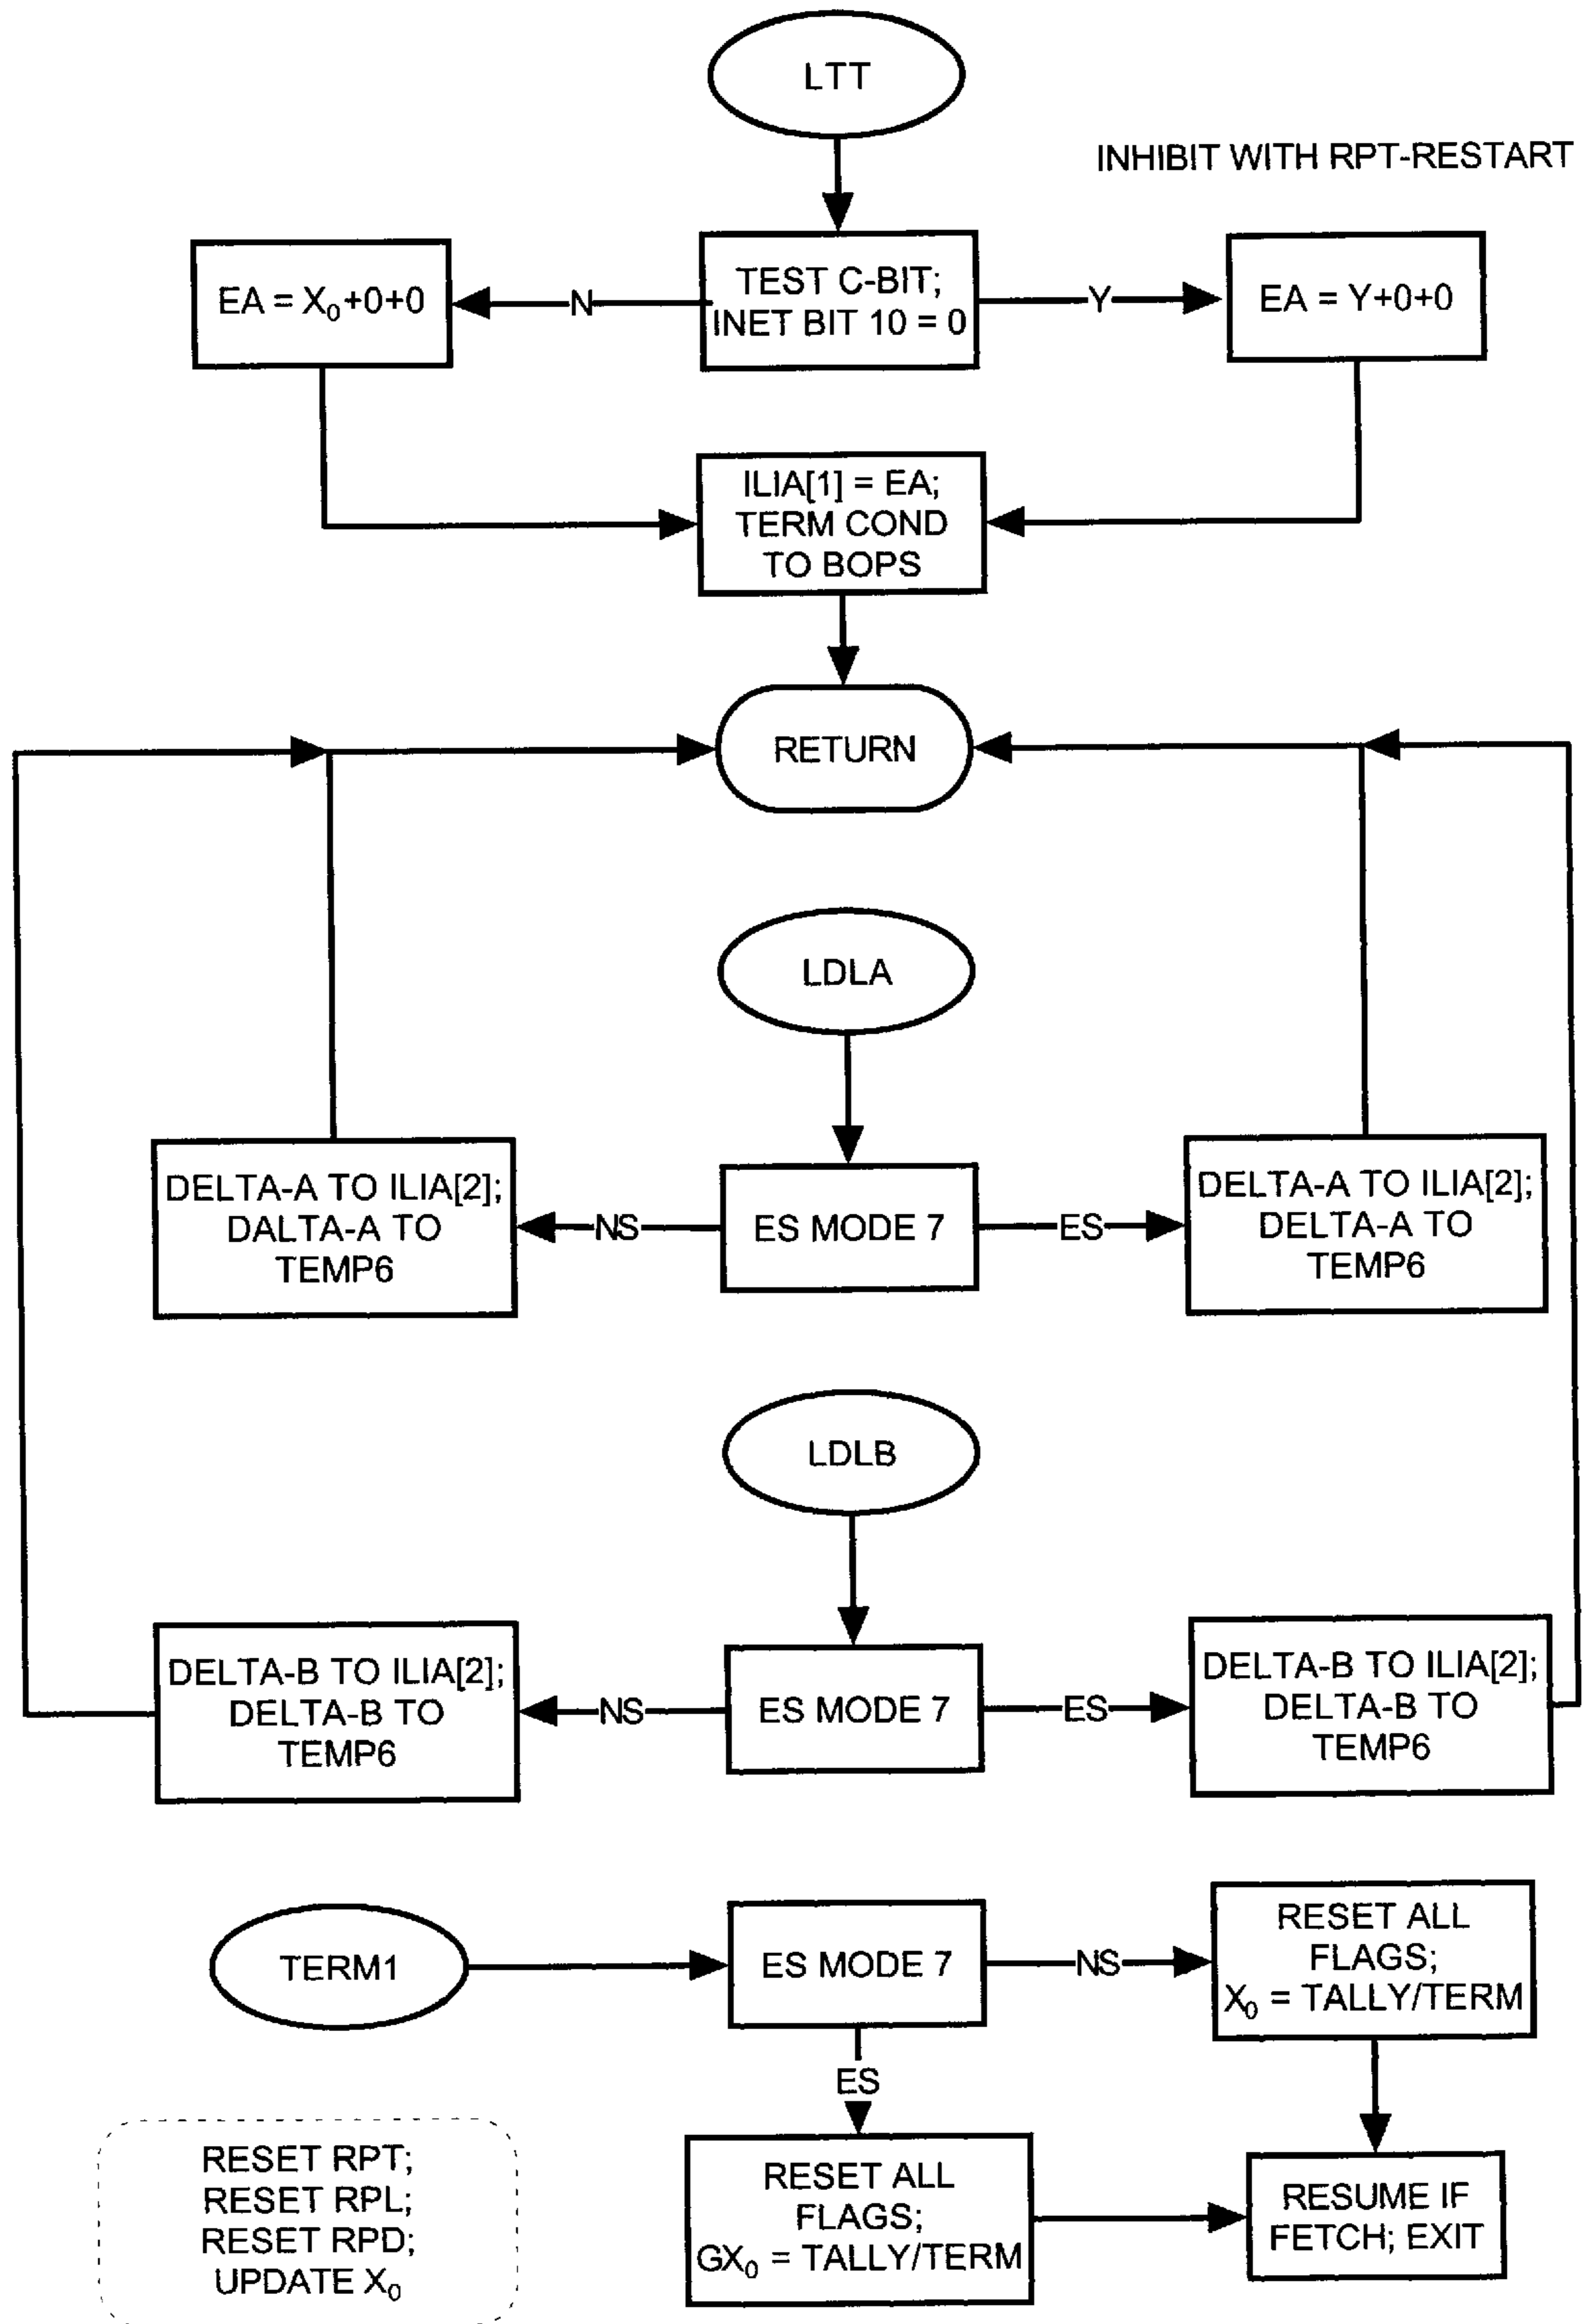 LTT
INHIBIT WITH RPT-RESTART
EA = X₀+0+0
N
TEST C-BIT;
INET BIT 10 = 0
Y
EA = Y+0+0
ILIA[1] = EA;
TERM COND
TO BOPS
RETURN
LDLA
DELTA-A TO ILIA[2];
DALTA-A TO
TEMP6
NS
ES MODE 7
ES
DELTA-A TO ILIA[2];
DELTA-A TO
TEMP6
LDLB
DELTA-B TO ILIA[2];
DELTA-B TO
TEMP6
NS
ES MODE 7
ES
DELTA-B TO ILIA[2];
DELTA-B TO
TEMP6
TERM1
ES MODE 7
NS
RESET ALL
FLAGS;
X₀ = TALLY/TERM
ES
RESET RPT;
RESET RPL;
RESET RPD;
UPDATE X₀
RESET ALL
FLAGS;
GX₀ = TALLY/TERM
RESUME IF
FETCH; EXIT